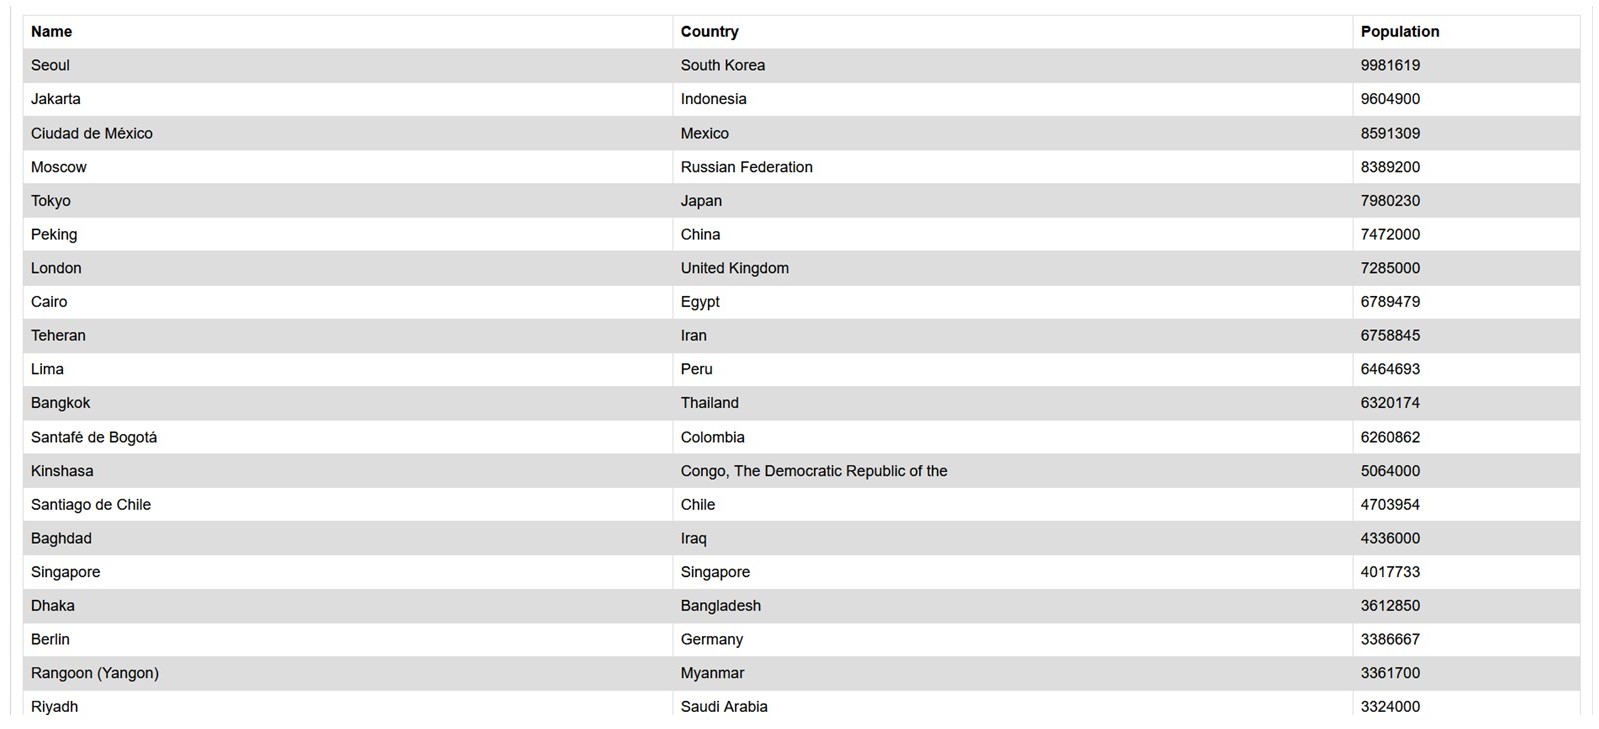 Name Country Population
Seoul South Korea 9981619
Jakarta Indonesia 9604900
Ciudad de México Mexico 8591309
Moscow Russian Federation 8389200
Tokyo Japan 7980230
Peking China 7472000
London United Kingdom 7285000
Cairo Egypt 6789479
Teheran Iran 6758845
Lima Peru 6464693
Bangkok Thailand 6320174
Santafé de Bogotá Colombia 6260862
Kinshasa Congo, The Democratic Republic of the 5064000
Santiago de Chile Chile 4703954
Baghdad Iraq 4336000
Singapore Singapore 4017733
Dhaka Bangladesh 3612850
Berlin Germany 3386667
Rangoon (Yangon) Myanmar 3361700
Riyadh Saudi Arabia 3324000